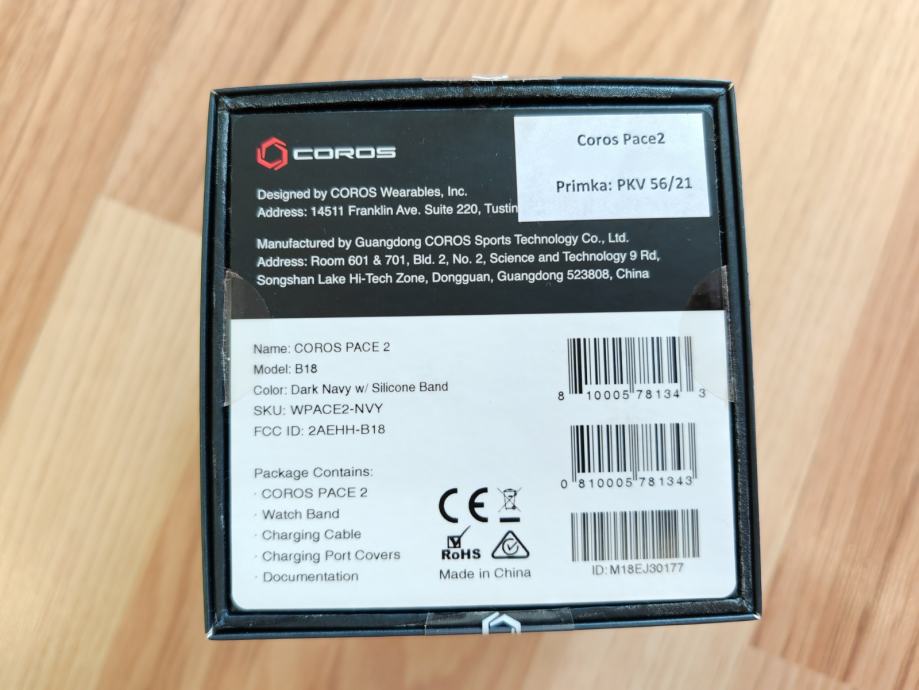 COROS
Coros Pace2
Primka: PKV 56/21
Designed by COROS Wearables, Inc.
Address: 14511 Franklin Ave. Suite 220, Tustin
Manufactured by Guangdong COROS Sports Technology Co., Ltd.
Address: Room 601 & 701, Bld. 2, No. 2, Science and Technology 9 Rd,
Songshan Lake Hi-Tech Zone, Dongguan, Guangdong 523808, China
Name: COROS PACE 2
Model: B18
Color: Dark Navy w/ Silicone Band
SKU: WPACE2-NVY
FCC ID: 2AEHH-B18
8 10005 78134 3
0 810005 781343
Package Contains:
· COROS PACE 2
· Watch Band
· Charging Cable
· Charging Port Covers
· Documentation
CE
RoHS
Made in China
ID: M18EJ30177